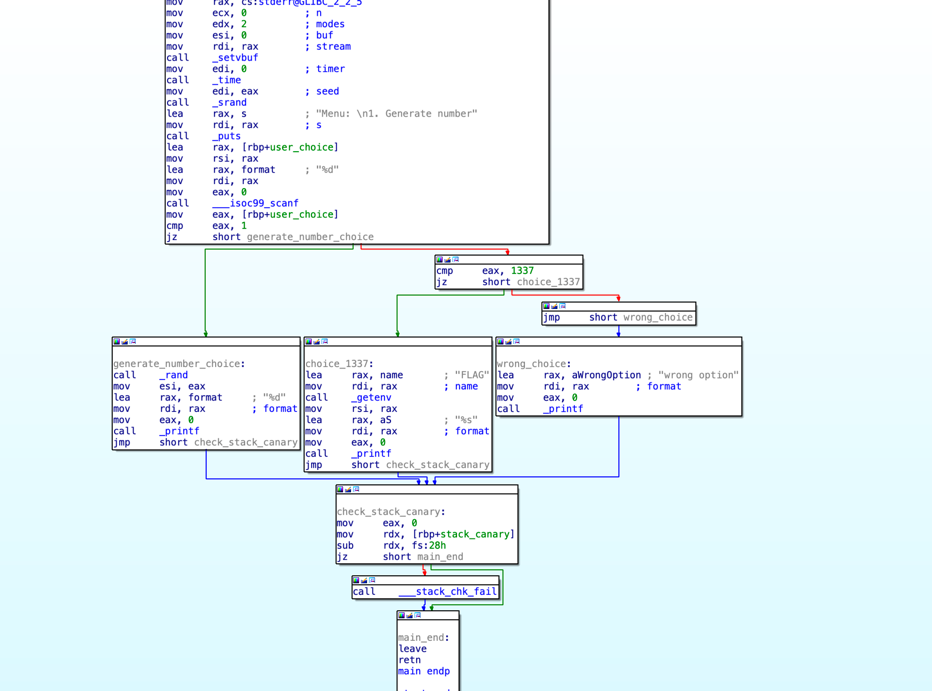 mov rax, cs:stderr@GLIBC_2_2_5
mov ecx, 0 ; n
mov edx, 2 ; modes
mov esi, 0 ; buf
mov rdi, rax ; stream
call _setvbuf
mov edi, 0 ; timer
call _time
mov edi, eax ; seed
call _srand
lea rax, s ; "Menu: \n1. Generate number"
mov rdi, rax ; s
call _puts
lea rax, [rbp+user_choice]
mov rsi, rax
lea rax, format ; "%d"
mov rdi, rax
mov eax, 0
call ___isoc99_scanf
mov eax, [rbp+user_choice]
cmp eax, 1
jz short generate_number_choice
cmp eax, 1337
jz short choice_1337
jmp short wrong_choice
generate_number_choice:
call _rand
mov esi, eax
lea rax, format ; "%d"
mov rdi, rax ; format
mov eax, 0
call _printf
jmp short check_stack_canary
choice_1337:
lea rax, name ; "FLAG"
mov rdi, rax ; name
call _getenv
mov rsi, rax
lea rax, aS ; "%s"
mov rdi, rax ; format
mov eax, 0
call _printf
jmp short check_stack_canary
wrong_choice:
lea rax, aWrongOption ; "wrong option"
mov rdi, rax ; format
mov eax, 0
call _printf
check_stack_canary:
mov eax, 0
mov rdx, [rbp+stack_canary]
sub rdx, fs:28h
jz short main_end
call ___stack_chk_fail
main_end:
leave
retn
main endp